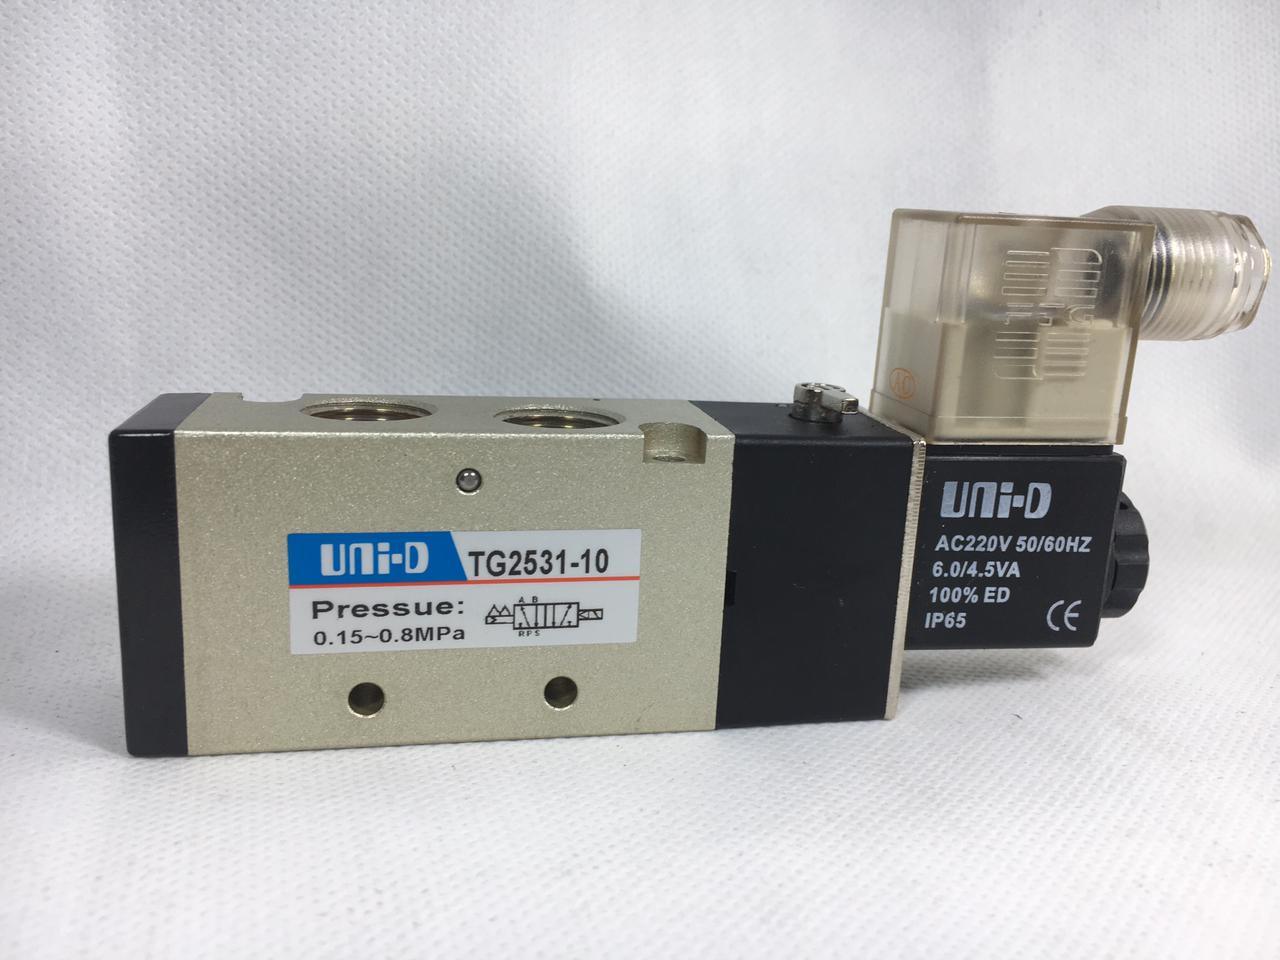 UNi-D TG2531-10
Pressue:
0.15~0.8MPa
A B
R P S
AC
UNi-D
AC220V 50/60HZ
6.0/4.5VA
100% ED
IP65
CE